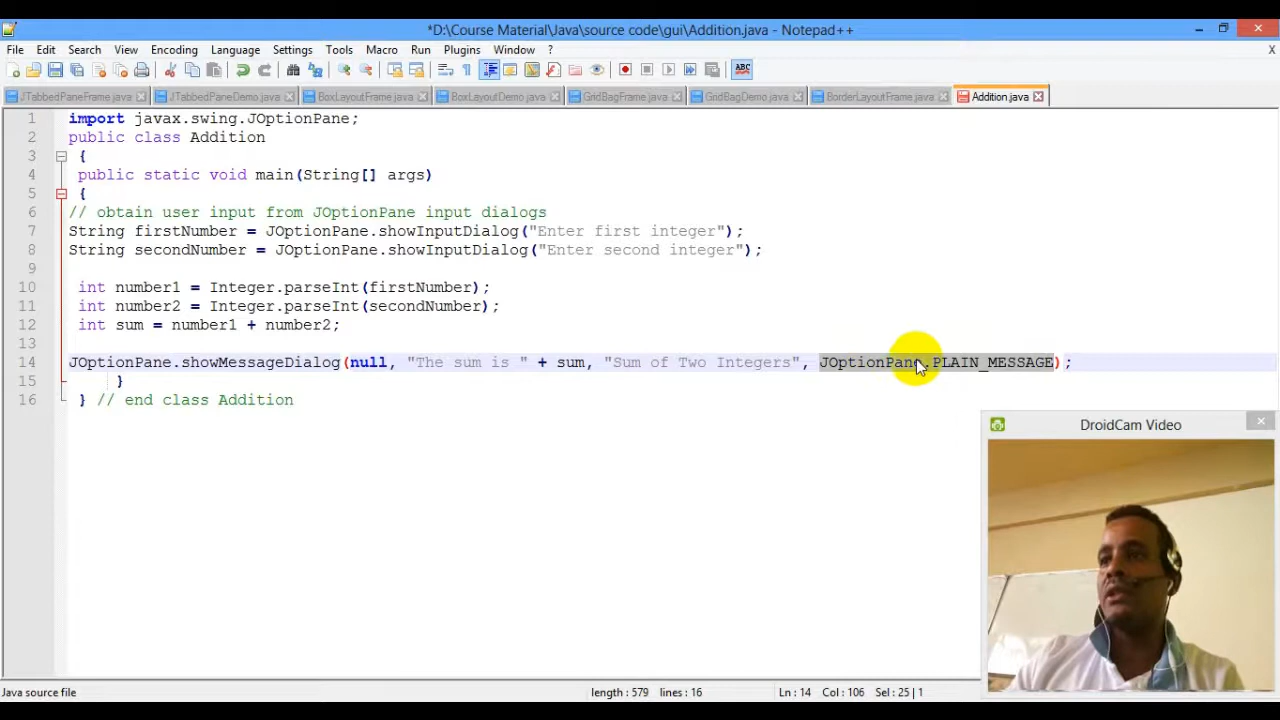 *D:\Course Material\Java\source code\gui\Addition.java - Notepad++
File Edit Search View Encoding Language Settings Tools Macro Run Plugins Window ? X
ABC
JTabbedPaneFrame.java JTabbedPaneDemo.java BoxLayoutFrame.java BoxLayoutDemo.java GridBagFrame.java GridBagDemo.java BorderLayoutFrame.java Addition.java
1 import javax.swing.JOptionPane;
2 public class Addition
3 {
4 public static void main(String[] args)
5 {
6 // obtain user input from JOptionPane input dialogs
7 String firstNumber = JOptionPane.showInputDialog("Enter first integer");
8 String secondNumber = JOptionPane.showInputDialog("Enter second integer");
9
10 int number1 = Integer.parseInt(firstNumber);
11 int number2 = Integer.parseInt(secondNumber);
12 int sum = number1 + number2;
13
14 JOptionPane.showMessageDialog(null, "The sum is " + sum, "Sum of Two Integers", JOptionPane.PLAIN_MESSAGE);
15 }
16 } // end class Addition
DroidCam Video
Java source file length : 579 lines : 16 Ln : 14 Col : 106 Sel : 25 | 1